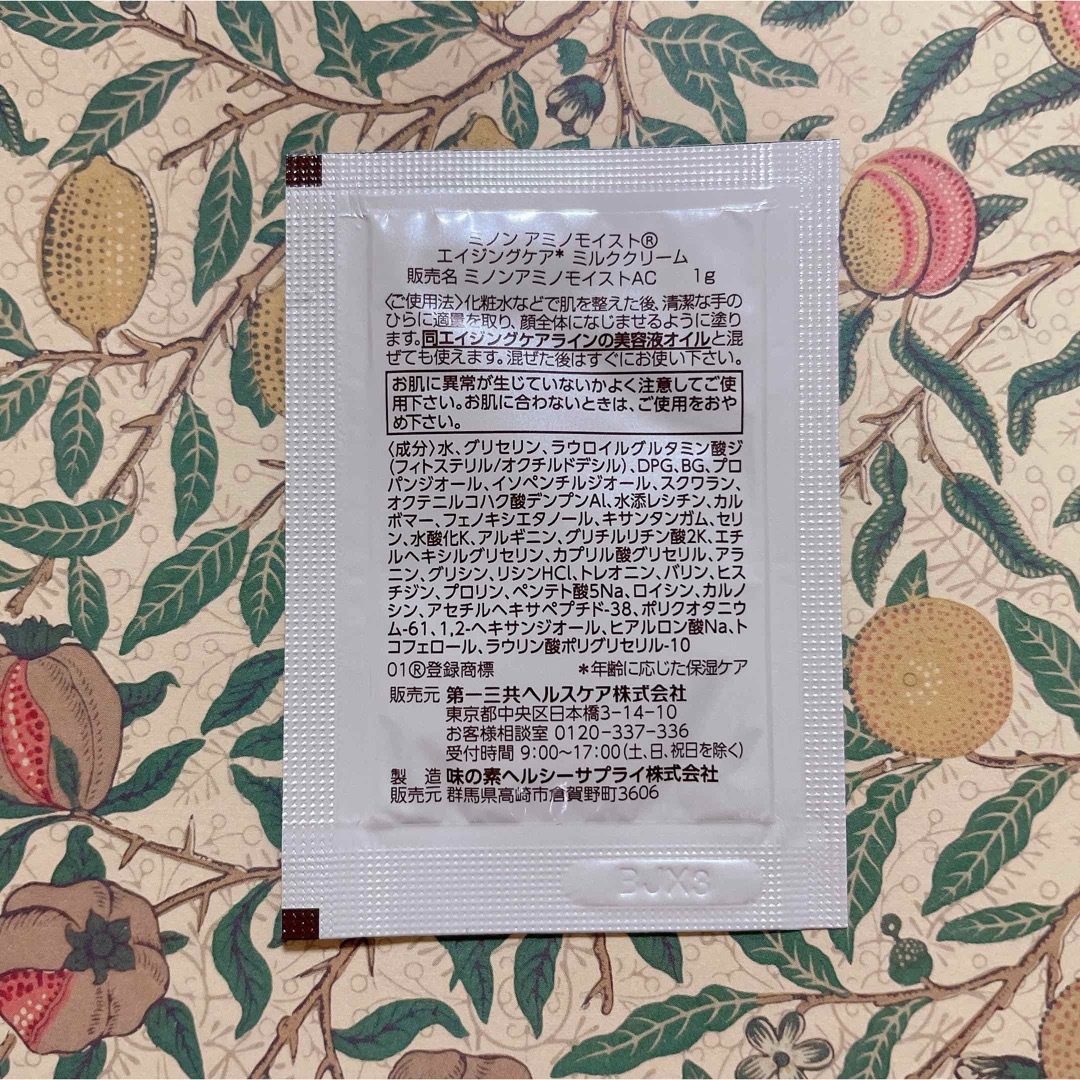 ミノン アミノモイスト®
エイジングケア* ミルククリーム
販売名 ミノンアミノモイストAC 1g
〈ご使用法〉化粧水などで肌を整えた後、清潔な手の
ひらに適量を取り、顔全体になじませるように塗り
ます。同エイジングケアラインの美容液オイルと混
ぜても使えます。混ぜた後はすぐにお使い下さい。
お肌に異常が生じていないかよく注意してご使
用下さい。お肌に合わないときは、ご使用をおや
め下さい。
〈成分〉水、グリセリン、ラウロイルグルタミン酸ジ
(フィトステリル/オクチルドデシル)、DPG、BG、プロ
パンジオール、イソペンチルジオール、スクワラン、
オクテニルコハク酸デンプンAl、水添レシチン、カル
ボマー、フェノキシエタノール、キサンタンガム、セリ
ン、水酸化K、アルギニン、グリチルリチン酸2K、エチ
ルヘキシルグリセリン、カプリル酸グリセリル、アラ
ニン、グリシン、リシンHCl、トレオニン、バリン、ヒス
チジン、プロリン、ペンテト酸5Na、ロイシン、カルノ
シン、アセチルヘキサペプチド-38、ポリクオタニウ
ム-61、1,2-ヘキサンジオール、ヒアルロン酸Na、ト
コフェロール、ラウリン酸ポリグリセリル-10
01®登録商標 *年齢に応じた保湿ケア
販売元 第一三共ヘルスケア株式会社
東京都中央区日本橋3-14-10
お客様相談室 0120-337-336
受付時間 9:00〜17:00(土、日、祝日を除く)
製 造 味の素ヘルシーサプライ株式会社
販売元 群馬県高崎市倉賀野町3606
BJX3